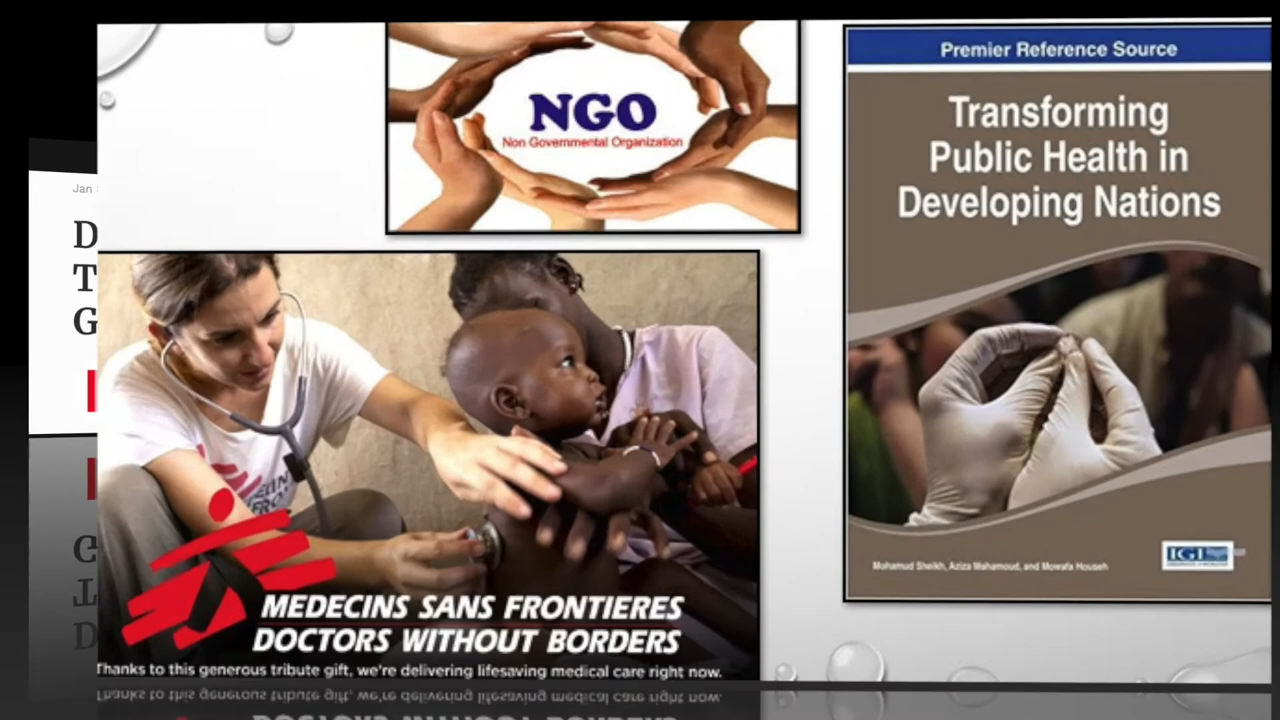 Jan
D
T
G
NGO
Non Governmental Organization
Premier Reference Source
Transforming
Public Health in
Developing Nations
Mohamud Sheikh, Aziza Mahamoud, and Mowafa Househ
IGI
MEDECINS SANS FRONTIERES
DOCTORS WITHOUT BORDERS
Thanks to this generous tribute gift, we're delivering lifesaving medical care right now.